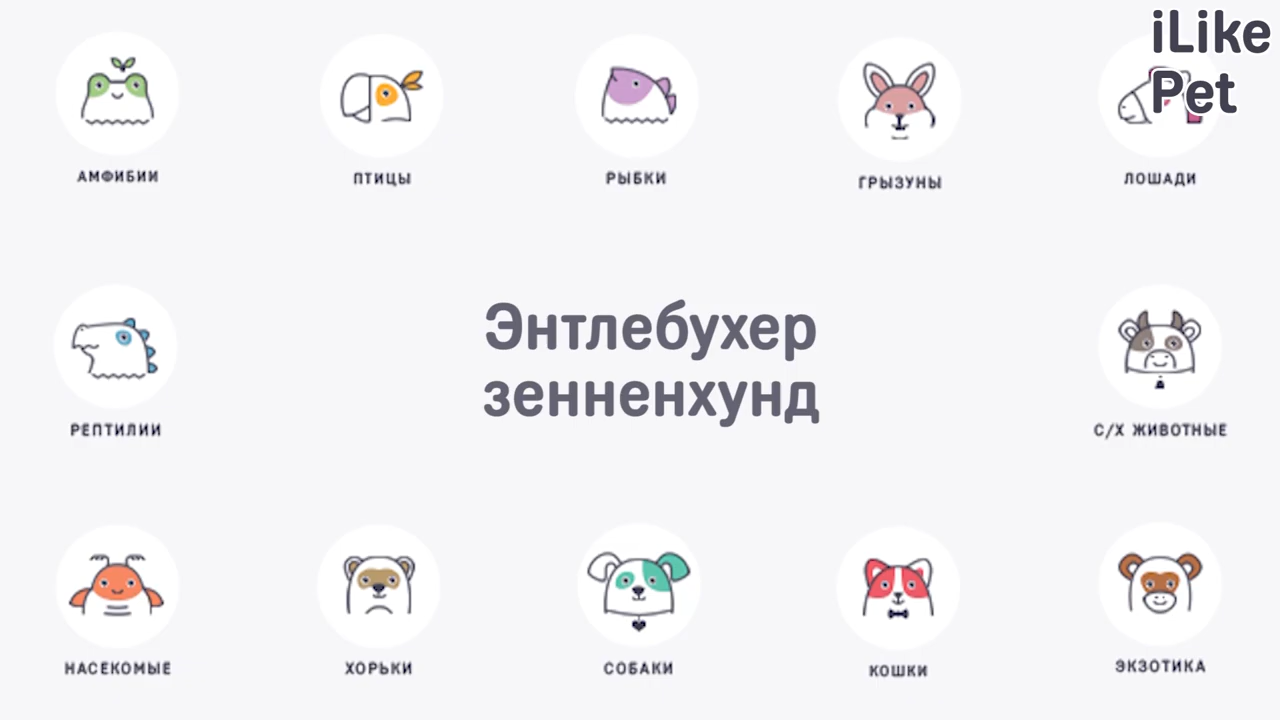 iLike
Pet
АМФИБИИ
ПТИЦЫ
РЫБКИ
ГРЫЗУНЫ
ЛОШАДИ
Энтлебухер
зенненхунд
РЕПТИЛИИ
С/Х ЖИВОТНЫЕ
НАСЕКОМЫЕ
ХОРЬКИ
СОБАКИ
КОШКИ
ЭКЗОТИКА